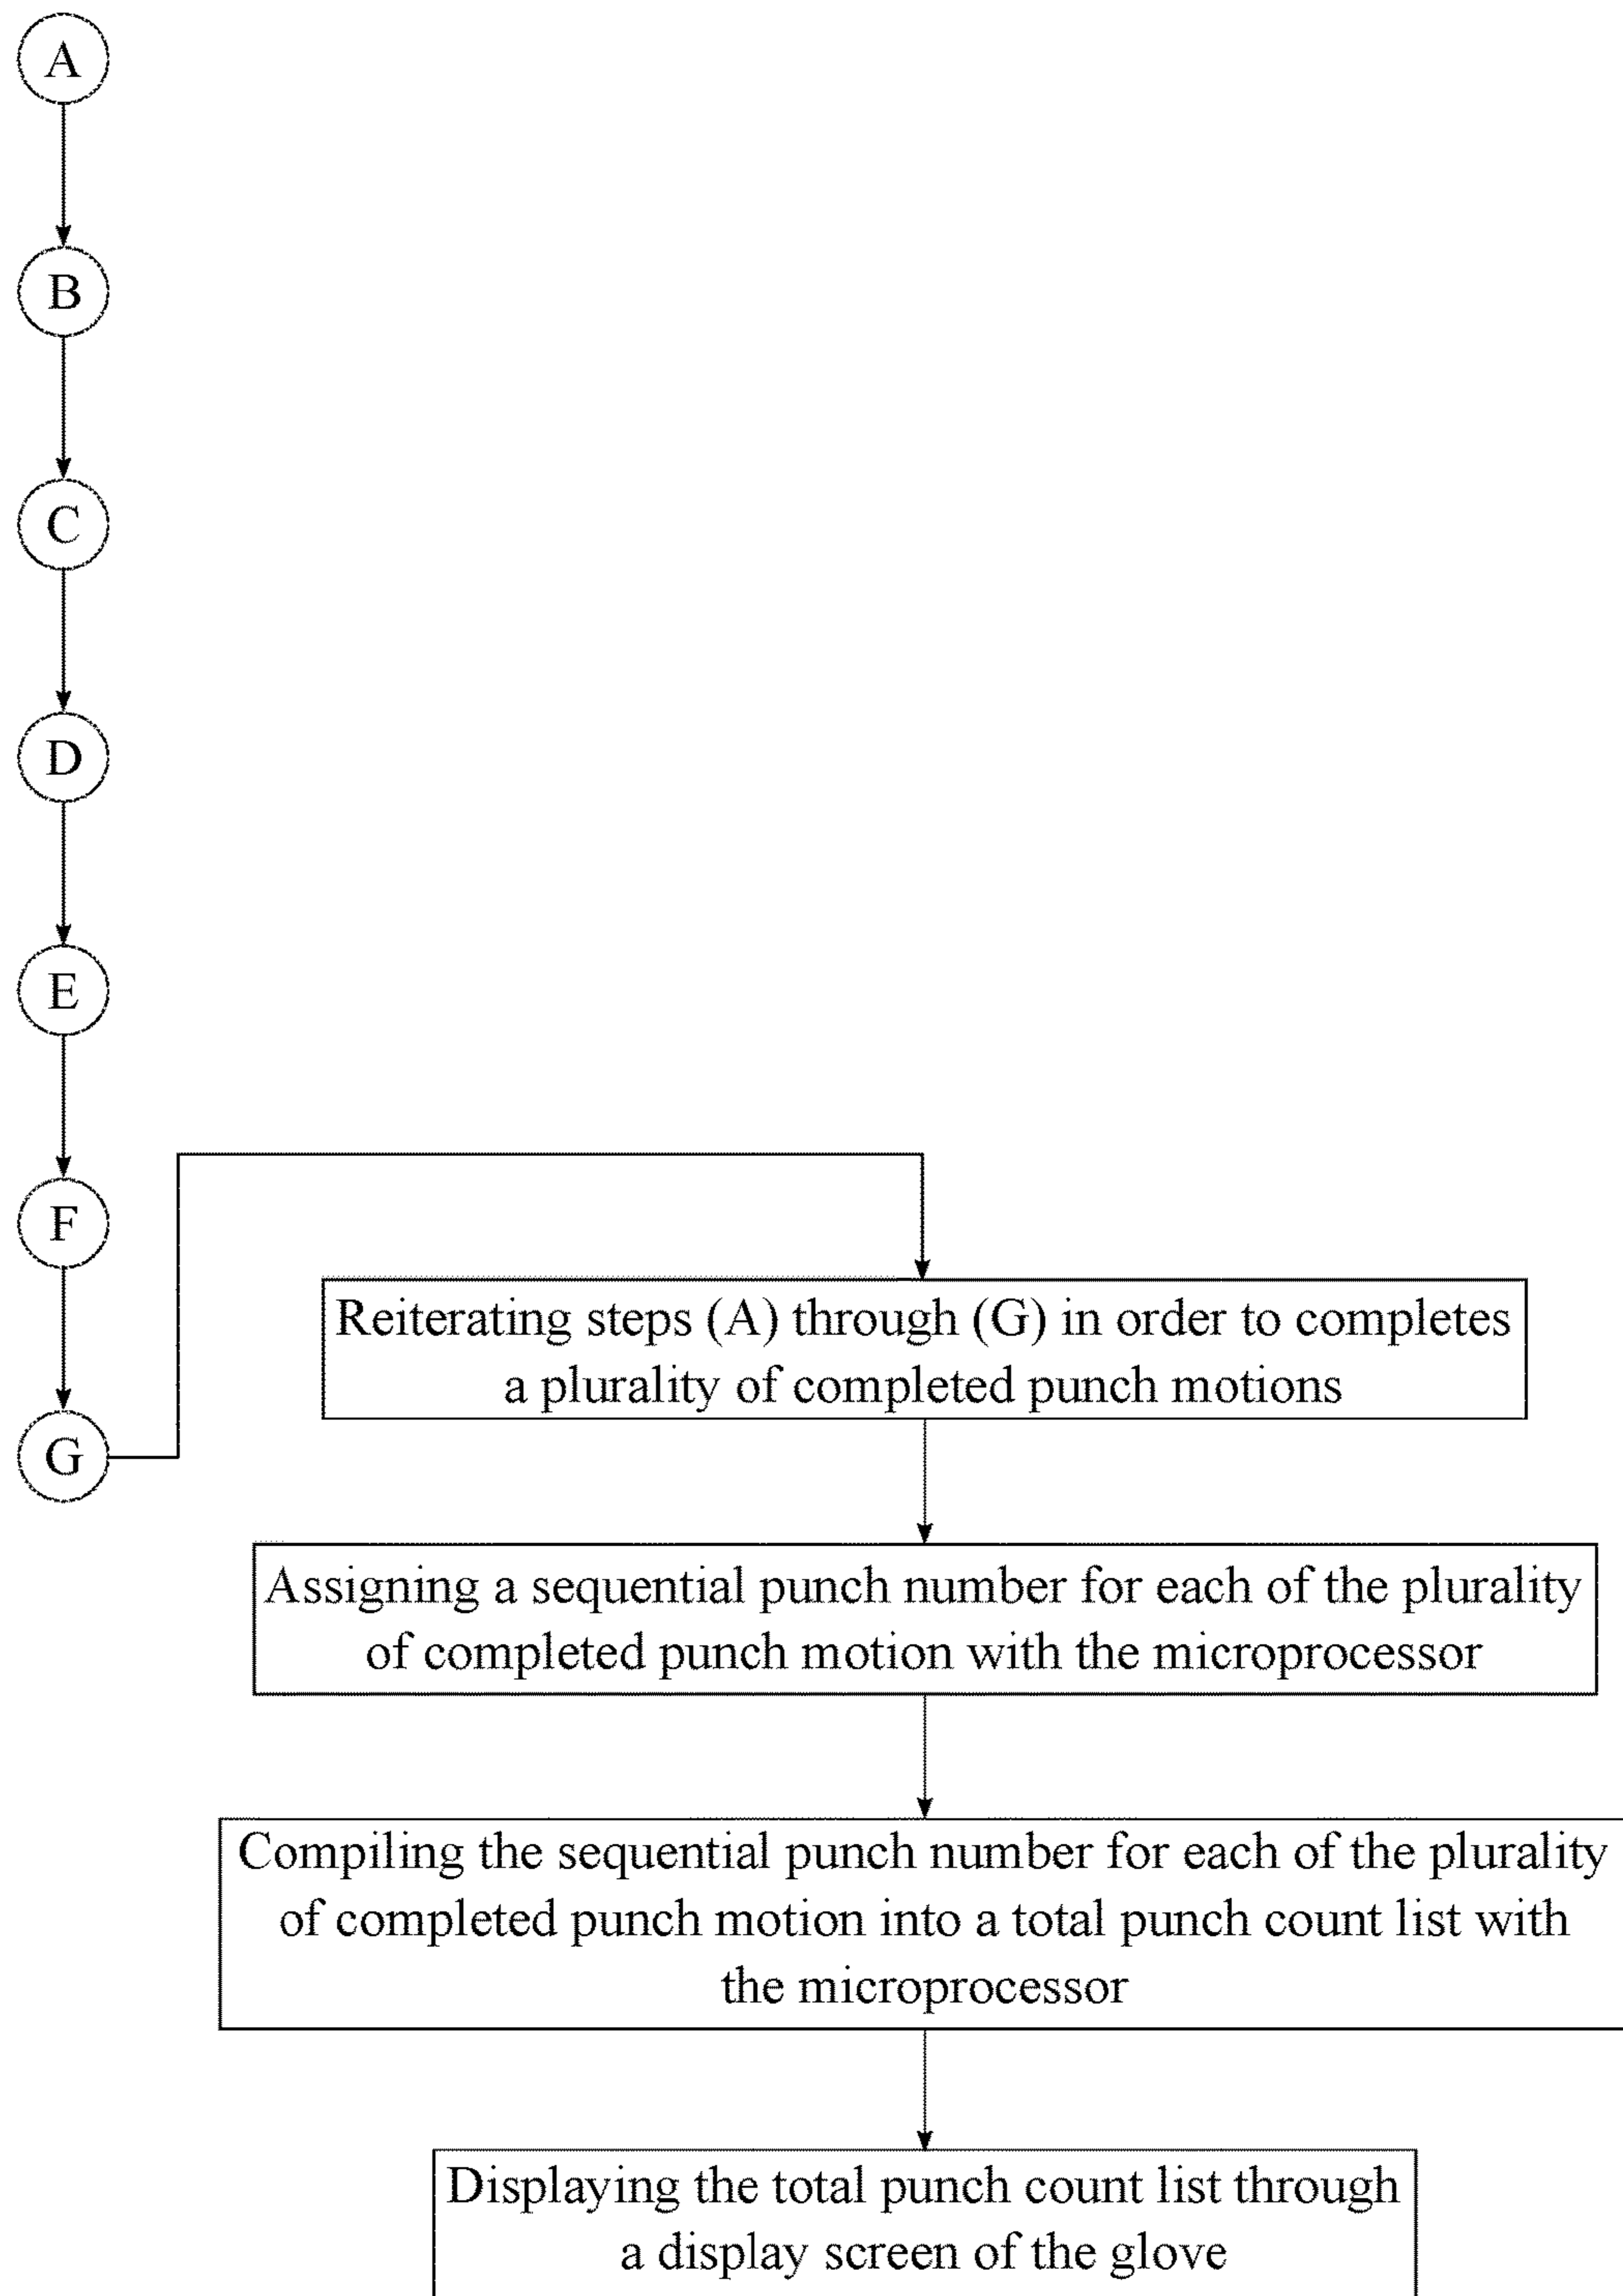 A
B
C
D
E
F
G
Reiterating steps (A) through (G) in order to completes
a plurality of completed punch motions
Assigning a sequential punch number for each of the plurality
of completed punch motion with the microprocessor
Compiling the sequential punch number for each of the plurality
of completed punch motion into a total punch count list with
the microprocessor
Displaying the total punch count list through
a display screen of the glove